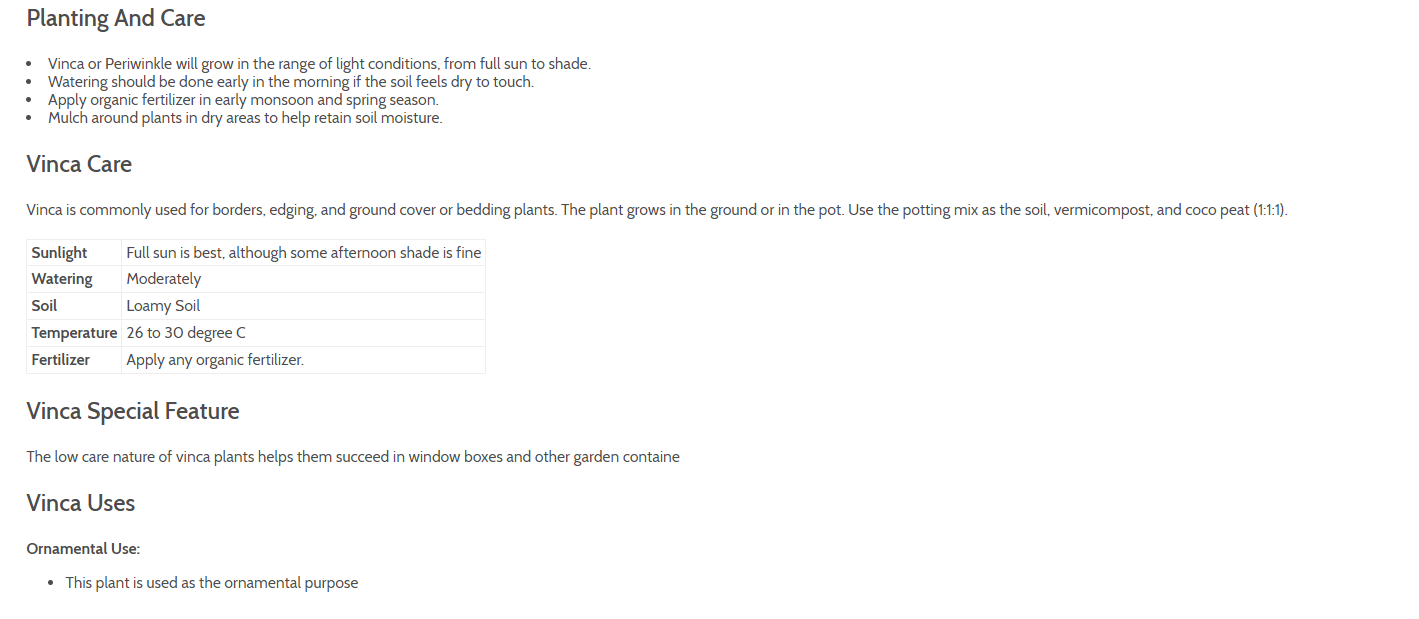 Planting And Care
• Vinca or Periwinkle will grow in the range of light conditions, from full sun to shade.
• Watering should be done early in the morning if the soil feels dry to touch.
• Apply organic fertilizer in early monsoon and spring season.
• Mulch around plants in dry areas to help retain soil moisture.
Vinca Care
Vinca is commonly used for borders, edging, and ground cover or bedding plants. The plant grows in the ground or in the pot. Use the potting mix as the soil, vermicompost, and coco peat (1:1:1).
Sunlight Full sun is best, although some afternoon shade is fine
Watering Moderately
Soil Loamy Soil
Temperature 26 to 30 degree C
Fertilizer Apply any organic fertilizer.
Vinca Special Feature
The low care nature of vinca plants helps them succeed in window boxes and other garden containe
Vinca Uses
Ornamental Use:
• This plant is used as the ornamental purpose